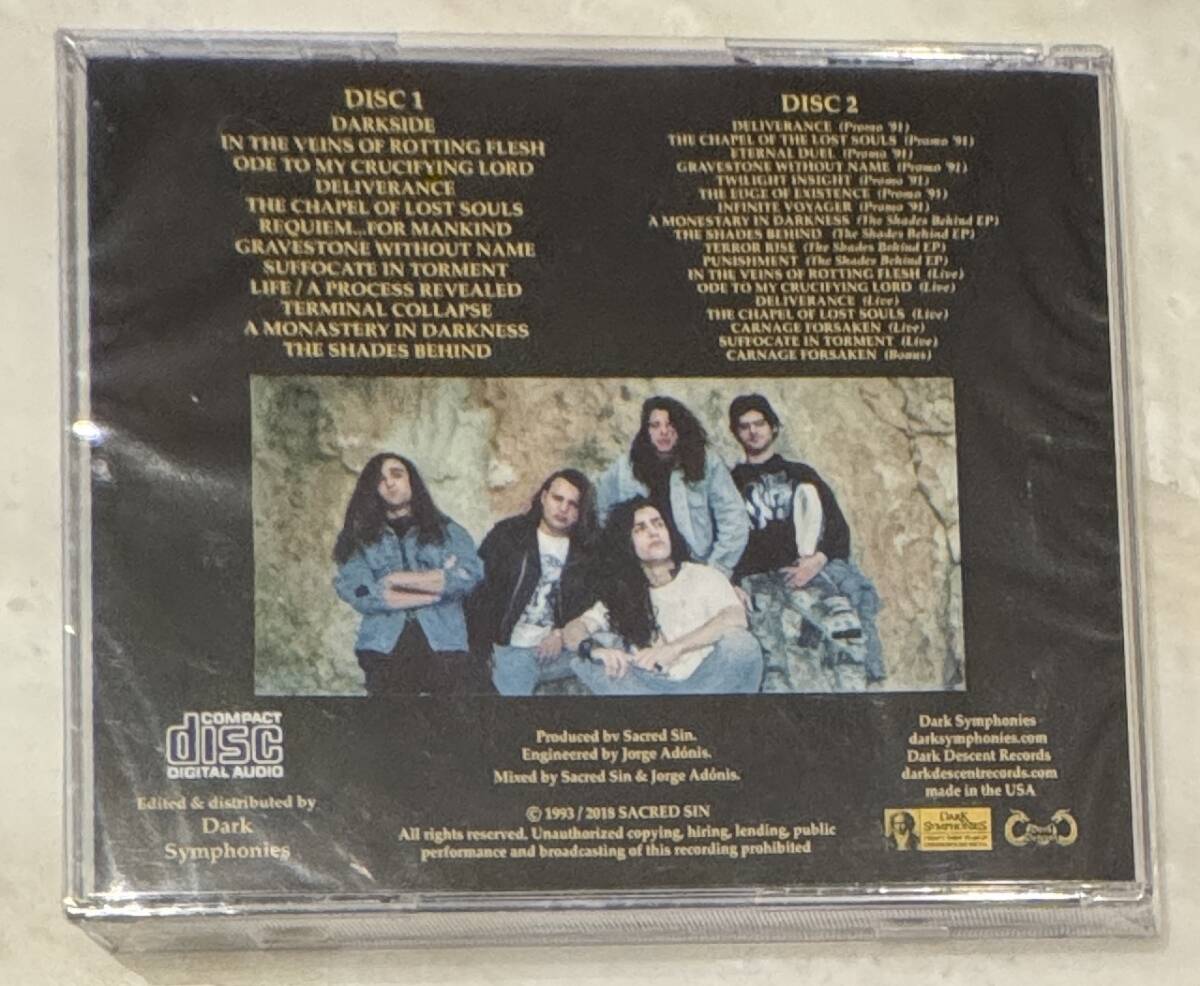 DISC 1
DARKSIDE
IN THE VEINS OF ROTTING FLESH
ODE TO MY CRUCIFYING LORD
DELIVERANCE
THE CHAPEL OF LOST SOULS
REQUIEM...FOR MANKIND
GRAVESTONE WITHOUT NAME
SUFFOCATE IN TORMENT
LIFE / A PROCESS REVEALED
TERMINAL COLLAPSE
A MONASTERY IN DARKNESS
THE SHADES BEHIND
DISC 2
DELIVERANCE (Promo '91)
THE CHAPEL OF THE LOST SOULS (Promo '91)
ETERNAL DUEL (Promo '91)
GRAVESTONE WITHOUT NAME (Promo '91)
TWILIGHT INSIGHT (Promo '91)
THE EDGE OF EXISTENCE (Promo '91)
INFINITE VOYAGER (Promo '91)
A MONESTARY IN DARKNESS (The Shades Behind EP)
THE SHADES BEHIND (The Shades Behind EP)
TERROR RISE (The Shades Behind EP)
PUNISHMENT (The Shades Behind EP)
IN THE VEINS OF ROTTING FLESH (Live)
ODE TO MY CRUCIFYING LORD (Live)
DELIVERANCE (Live)
THE CHAPEL OF LOST SOULS (Live)
CARNAGE FORSAKEN (Live)
SUFFOCATE IN TORMENT (Live)
CARNAGE FORSAKEN (Bonus)
COMPACT
disc
DIGITAL AUDIO
Edited & distributed by
Dark
Symphonies
Produced by Sacred Sin.
Engineered by Jorge Adónis.
Mixed by Sacred Sin & Jorge Adónis.
© 1993 / 2018 SACRED SIN
All rights reserved. Unauthorized copying, hiring, lending, public
performance and broadcasting of this recording prohibited
Dark Symphonies
darksymphonies.com
Dark Descent Records
darkdescentrecords.com
made in the USA
DARK
SYMPHONIES